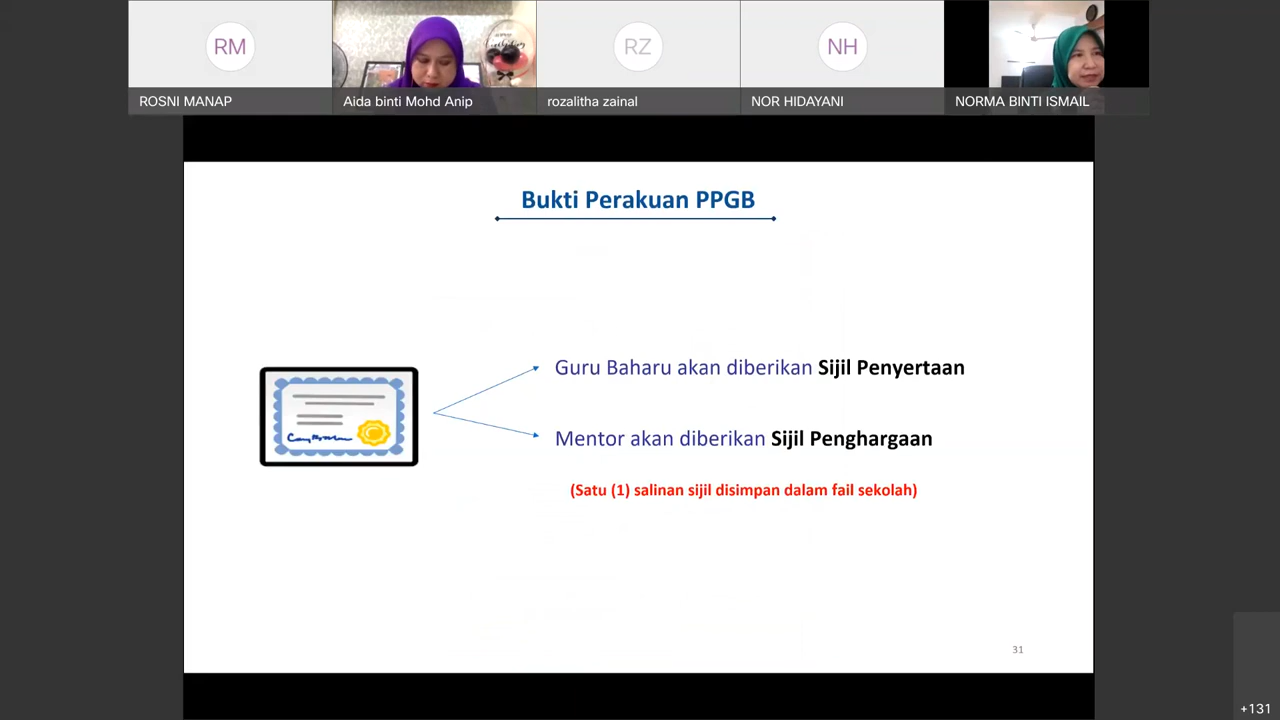 RM
RZ
NH
ROSNI MANAP
Aida binti Mohd Anip
rozalitha zainal
NOR HIDAYANI
NORMA BINTI ISMAIL
Bukti Perakuan PPGB
Guru Baharu akan diberikan Sijil Penyertaan
Mentor akan diberikan Sijil Penghargaan
(Satu (1) salinan sijil disimpan dalam fail sekolah)
31
+131